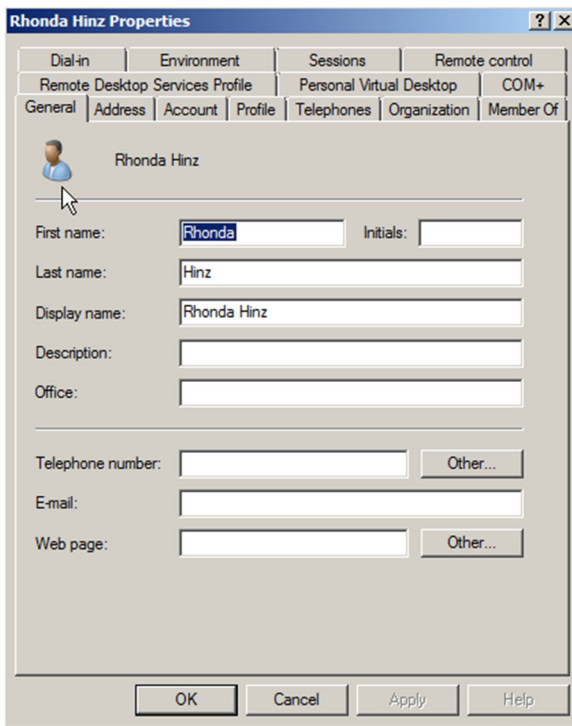 Rhonda Hinz Properties
Dial-in Environment Sessions Remote control
Remote Desktop Services Profile Personal Virtual Desktop COM+
General Address Account Profile Telephones Organization Member Of
Rhonda Hinz
First name: Rhonda Initials:
Last name: Hinz
Display name: Rhonda Hinz
Description:
Office:
Telephone number: Other...
E-mail:
Web page: Other...
OK Cancel Apply Help